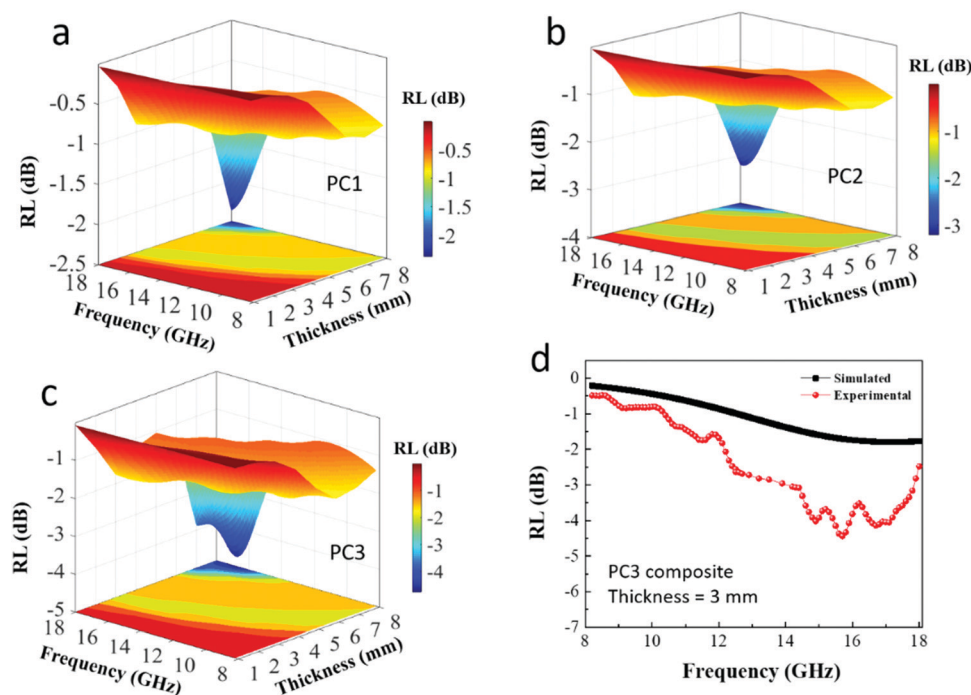 a
RL (dB)
-0.5
-1
-1.5
-2
-2.5
18
16
14
12
10
8
Frequency (GHz)
1 2 3 4 5 6 7 8
Thickness (mm)
PC1
RL (dB)
-0.5
-1
-1.5
-2
b
RL (dB)
-1
-2
-3
-4
18
16
14
12
10
8
Frequency (GHz)
1 2 3 4 5 6 7 8
Thickness (mm)
PC2
RL (dB)
-1
-2
-3
c
RL (dB)
-1
-2
-3
-4
-5
18
16
14
12
10
8
Frequency (GHz)
1 2 3 4 5 6 7 8
Thickness (mm)
PC3
RL (dB)
-1
-2
-3
-4
d
RL (dB)
0
-1
-2
-3
-4
-5
-6
-7
Simulated
Experimental
PC3 composite
Thickness = 3 mm
8 10 12 14 16 18
Frequency (GHz)